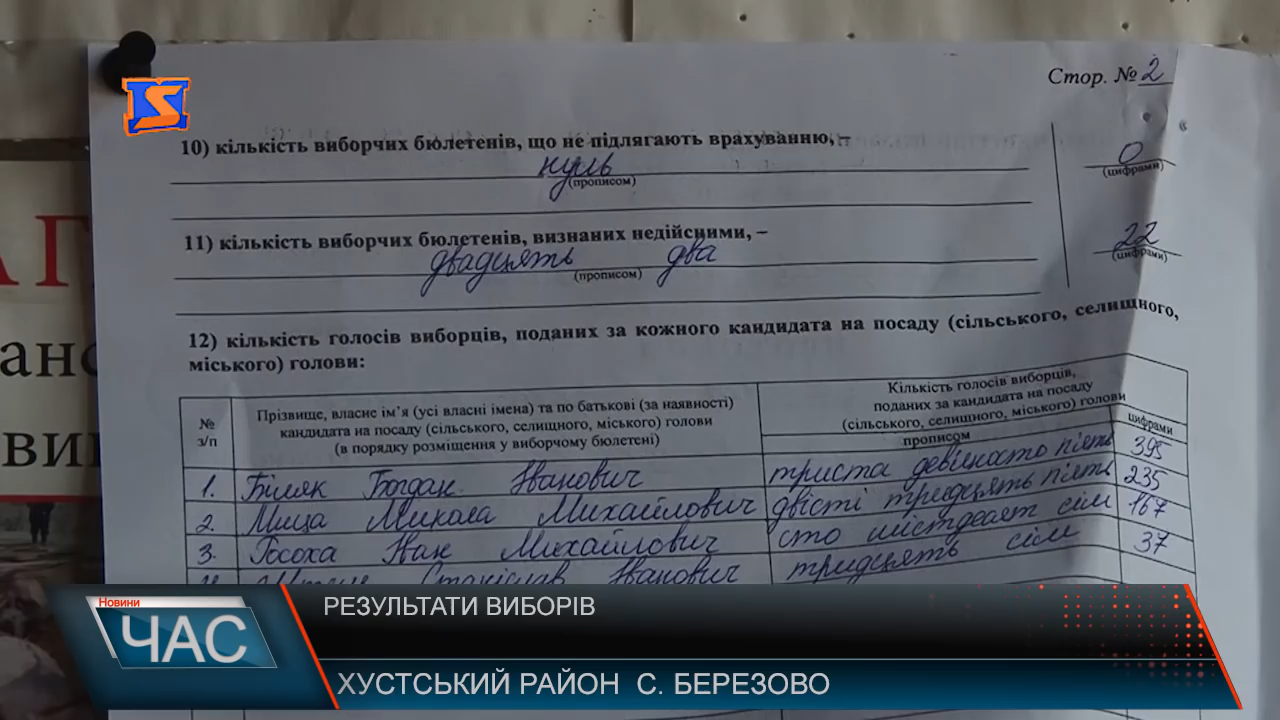 Стор. № 2
10) кількість виборчих бюлетенів, що не підлягають врахуванню, –
нуль
0
(прописом)
(цифрами)
11) кількість виборчих бюлетенів, визнаних недійсними, –
двадцять два
22
(прописом)
(цифрами)
12) кількість голосів виборців, поданих за кожного кандидата на посаду (сільського, селищного,
міського) голови:
№
з/п
Прізвище, власне ім’я (усі власні імена) та по батькові (за наявності)
кандидата на посаду (сільського, селищного, міського) голови
(в порядку розміщення у виборчому бюлетені)
Кількість голосів виборців,
поданих за кандидата на посаду
(сільського, селищного, міського) голови
прописом
цифрами
1. Біляк Богдан Іванович триста девяносто п'ять 395
2. Мица Микола Михайлович двісті тридцять п'ять 235
3. Росоха Іван Михайлович сто шістдесят сім 167
Станіслав Іванович тридцять сім 37
Новини
ЧАС
РЕЗУЛЬТАТИ ВИБОРІВ
ХУСТСЬКИЙ РАЙОН С. БЕРЕЗОВО